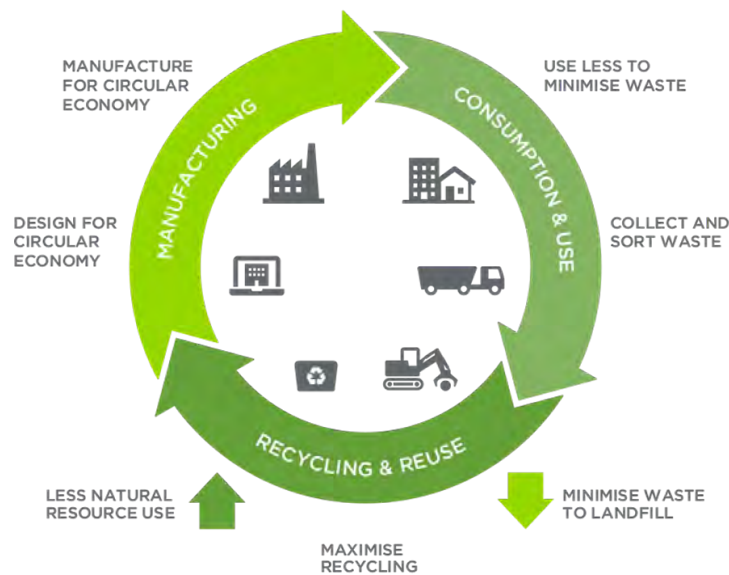 MANUFACTURE
FOR CIRCULAR
ECONOMY
USE LESS TO
MINIMISE WASTE
MANUFACTURING
CONSUMPTION & USE
DESIGN FOR
CIRCULAR
ECONOMY
COLLECT AND
SORT WASTE
RECYCLING & REUSE
LESS NATURAL
RESOURCE USE
MINIMISE WASTE
TO LANDFILL
MAXIMISE
RECYCLING